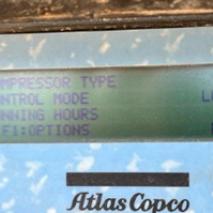 MPRESSOR TYPE
NTROL MODE L
NNING HOURS
F1:OPTIONS
Atlas Copco